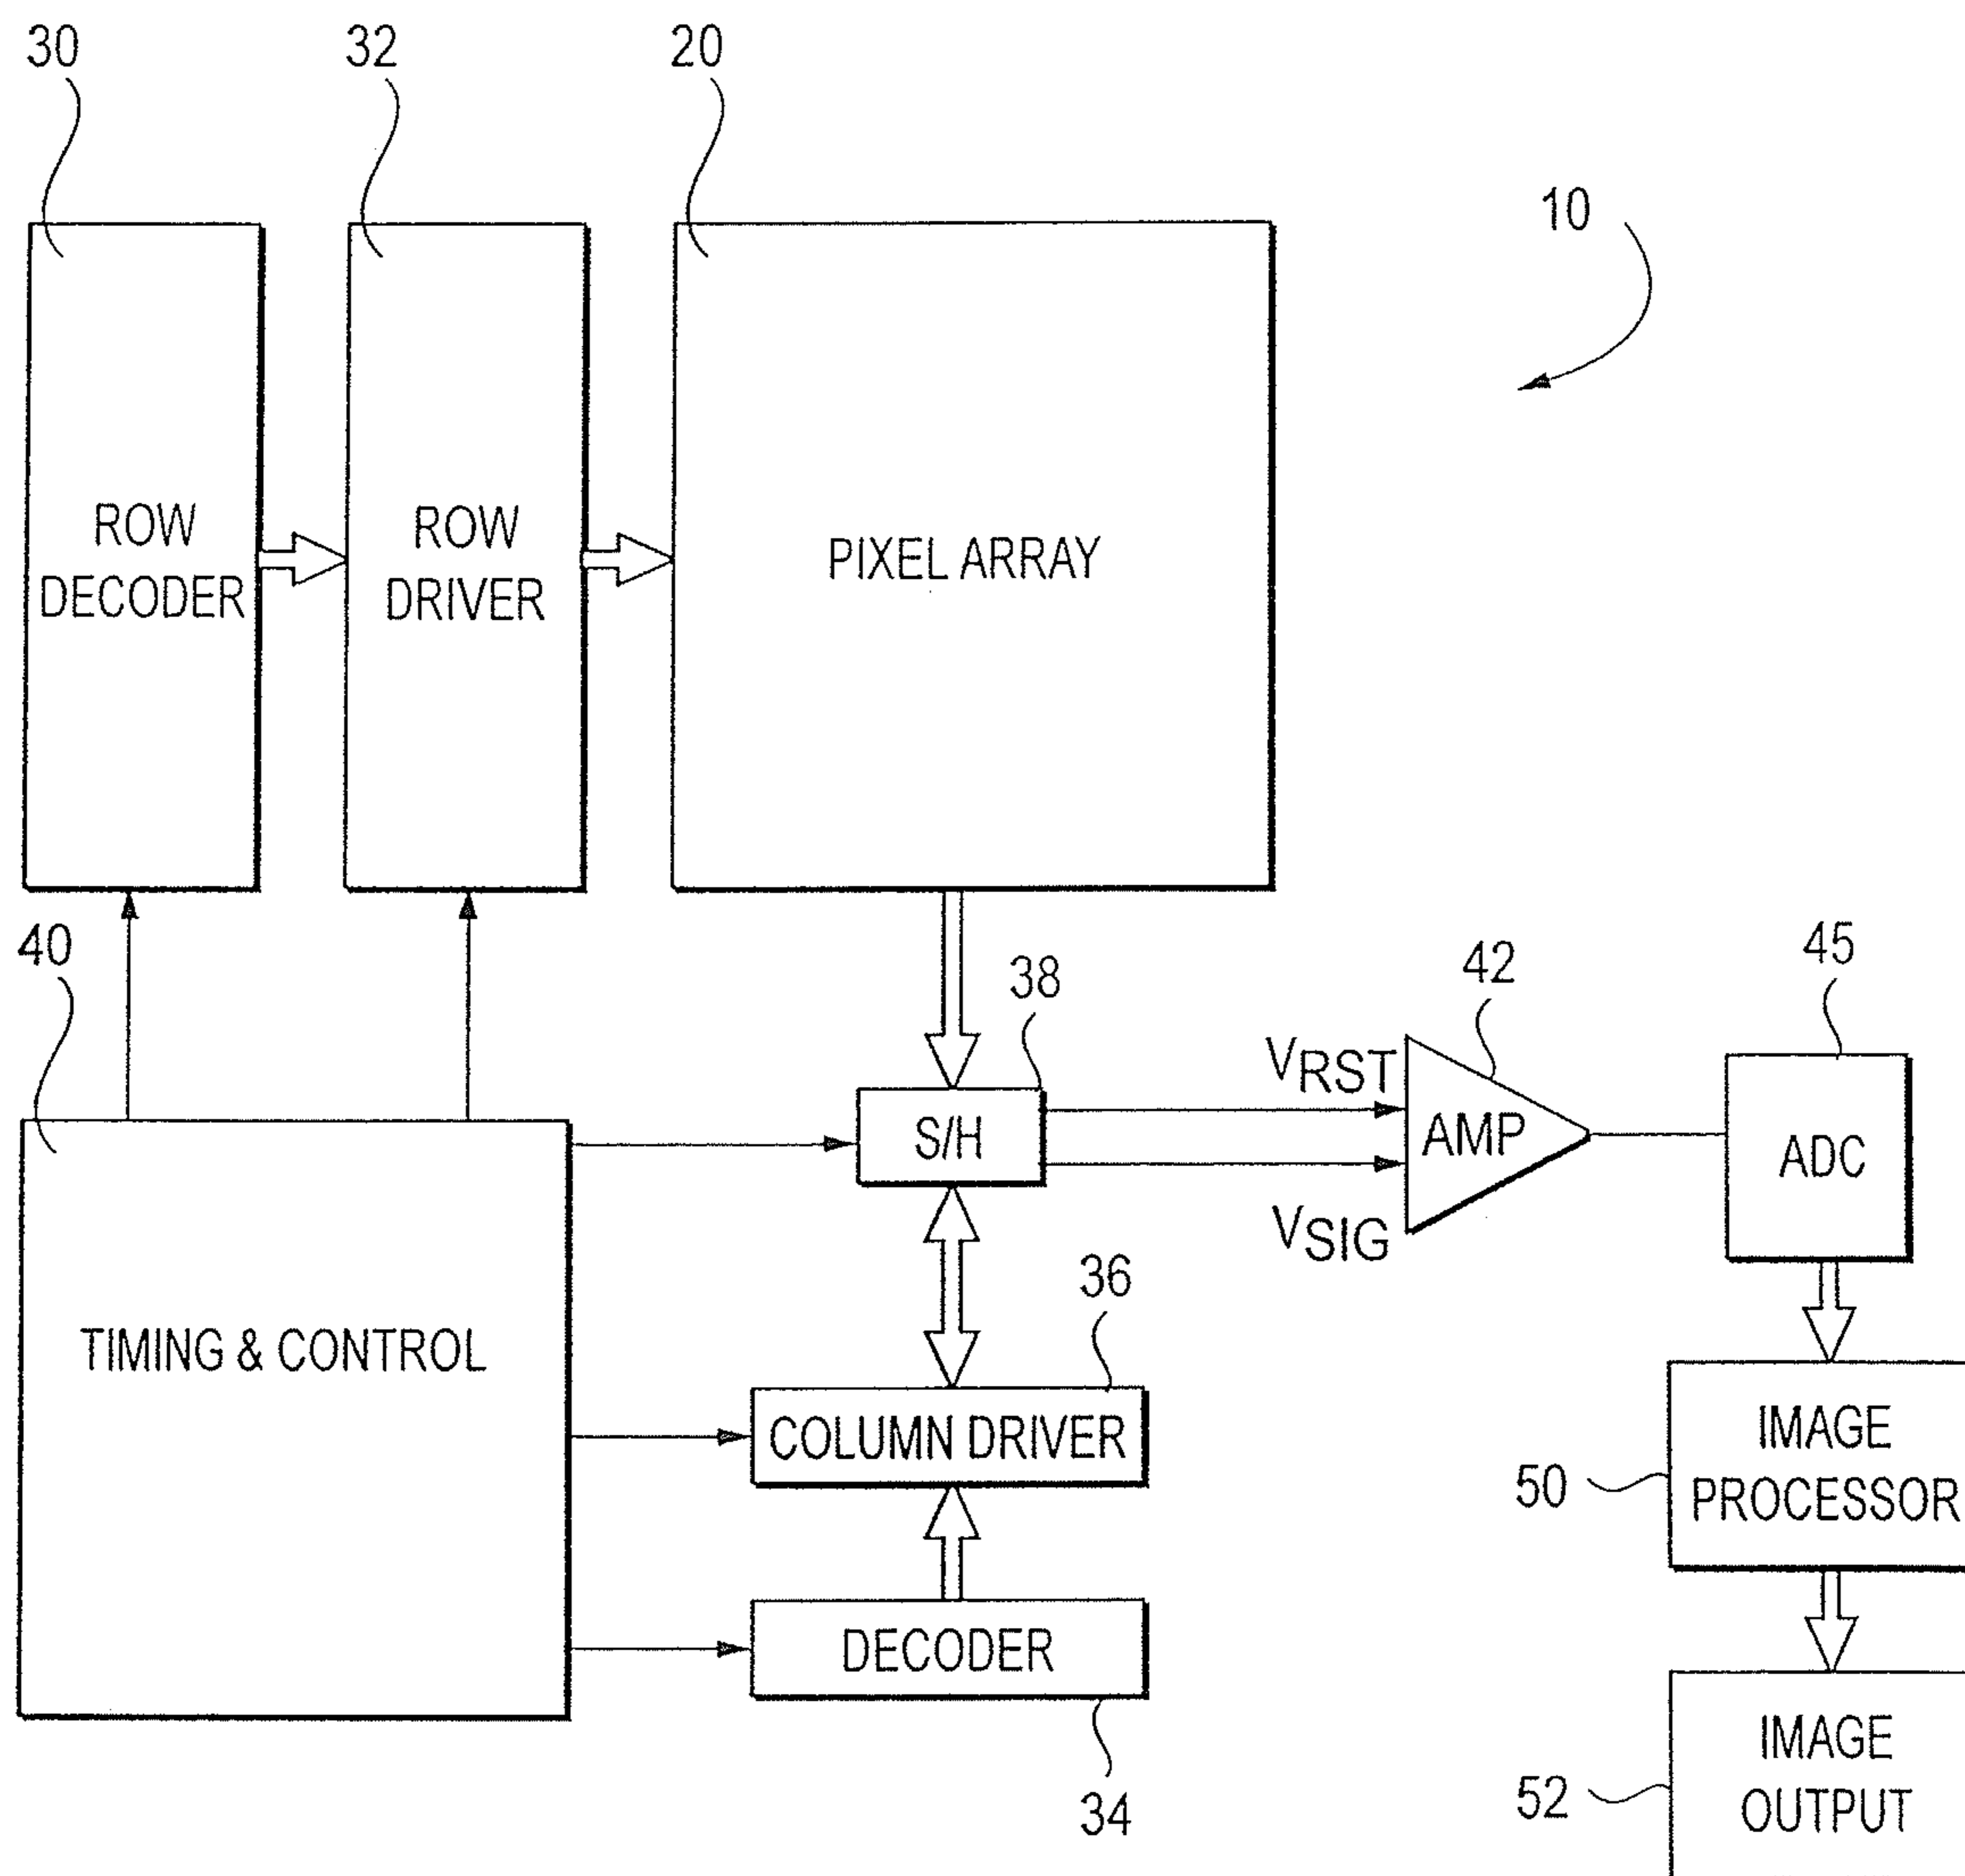 30
32
20
10
ROW
DECODER
ROW
DRIVER
PIXEL ARRAY
40
38
42
45
VRST
S/H
AMP
ADC
VSIG
36
TIMING & CONTROL
COLUMN DRIVER
IMAGE
PROCESSOR
50
DECODER
34
IMAGE
OUTPUT
52